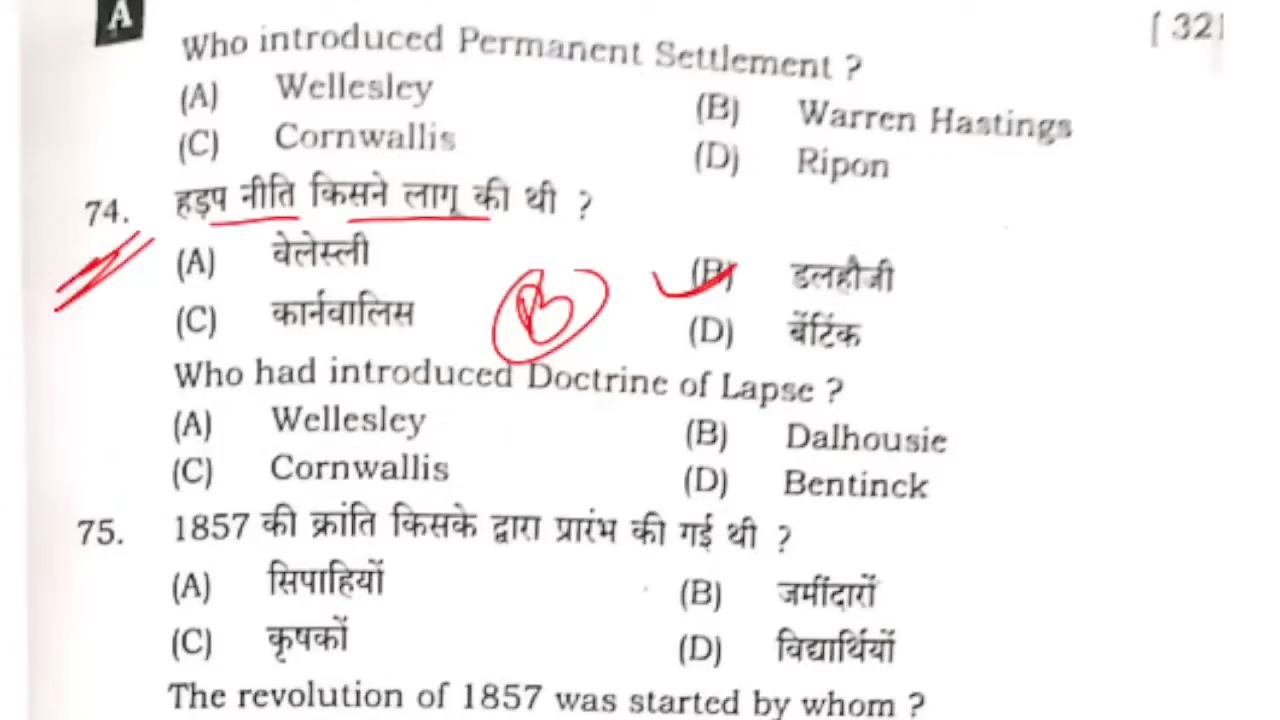 A
[ 32]
Who introduced Permanent Settlement ?
(A) Wellesley (B) Warren Hastings
(C) Cornwallis (D) Ripon
74. हड़प नीति किसने लागू की थी ?
(A) वेलेस्ली (B) डलहौजी
(C) कार्नवालिस (D) बेंटिंक
B
Who had introduced Doctrine of Lapse ?
(A) Wellesley (B) Dalhousie
(C) Cornwallis (D) Bentinck
75. 1857 की क्रांति किसके द्वारा प्रारंभ की गई थी ?
(A) सिपाहियों (B) जमींदारों
(C) कृषकों (D) विद्यार्थियों
The revolution of 1857 was started by whom ?